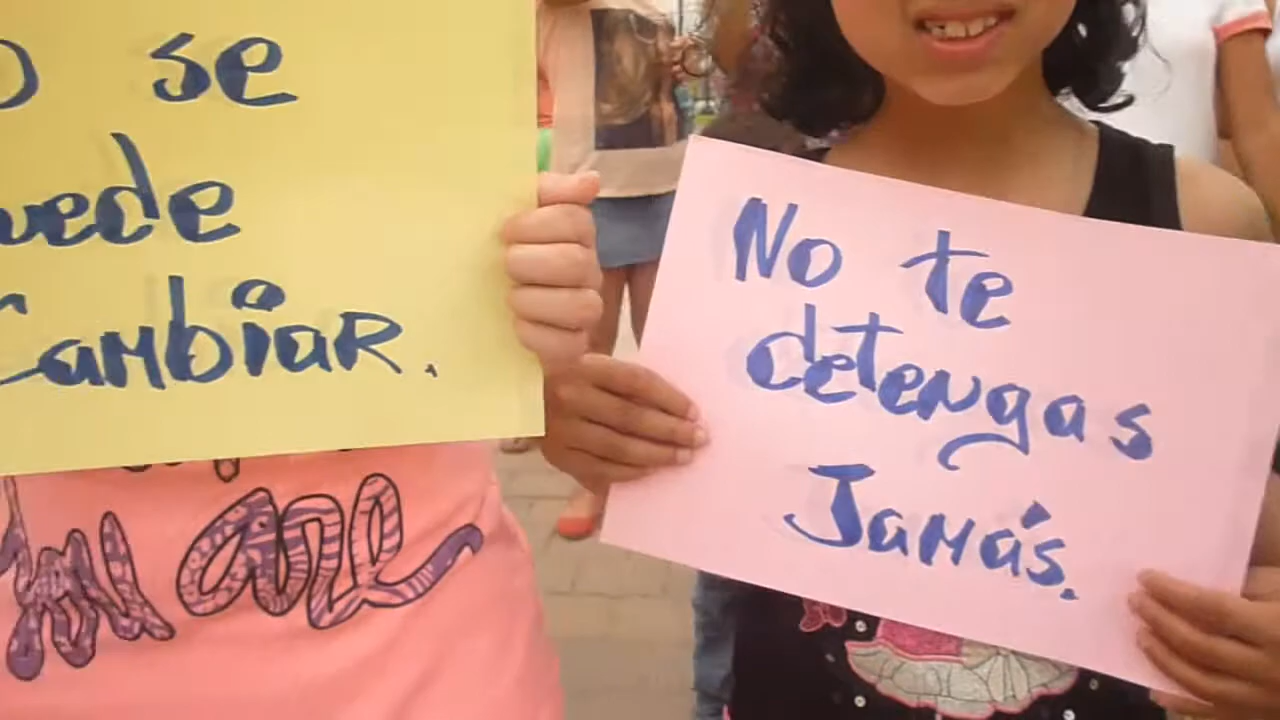 se
uede
Cambiar.
No te
detengas
Jamás.